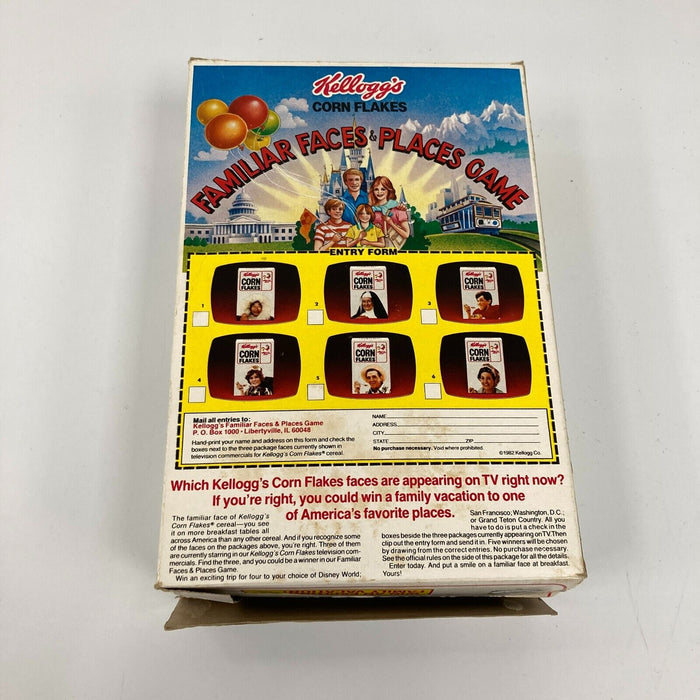 Kellogg's
CORN FLAKES
FAMILIAR FACES & PLACES GAME
ENTRY FORM
1
2
3
Kellogg's
CORN
FLAKES
Kellogg's
CORN
FLAKES
Kellogg's
CORN
FLAKES
4
5
6
Kellogg's
CORN
FLAKES
Kellogg's
CORN
FLAKES
Kellogg's
CORN
FLAKES
Mail all entries to:
Kellogg's Familiar Faces & Places Game
P. O. Box 1000 • Libertyville, IL 60048
Hand-print your name and address on this form and check the
boxes next to the three package faces currently shown in
television commercials for Kellogg's Corn Flakes® cereal.
NAME
ADDRESS
CITY
STATE ZIP
No purchase necessary. Void where prohibited.
©1982 Kellogg Co.
Which Kellogg's Corn Flakes faces are appearing on TV right now?
If you're right, you could win a family vacation to one
of America's favorite places.
The familiar face of Kellogg's
Corn Flakes® cereal—you see
it on more breakfast tables all
across America than any other cereal. And if you recognize some
of the faces on the packages above, you're right. Three of them
are currently starring in our Kellogg's Corn Flakes television com-
mercials. Find the three, and you could be a winner in our Familiar
Faces & Places Game.
Win an exciting trip for four to your choice of Disney World;
San Francisco; Washington, D.C.;
or Grand Teton Country. All you
have to do is put a check in the
boxes beside the three packages currently appearing on TV. Then
clip out the entry form and send it in. Five winners will be chosen
by drawing from the correct entries. No purchase necessary.
See the official rules on the side of this package for all the details.
Enter today. And put a smile on a familiar face at breakfast.
Yours!